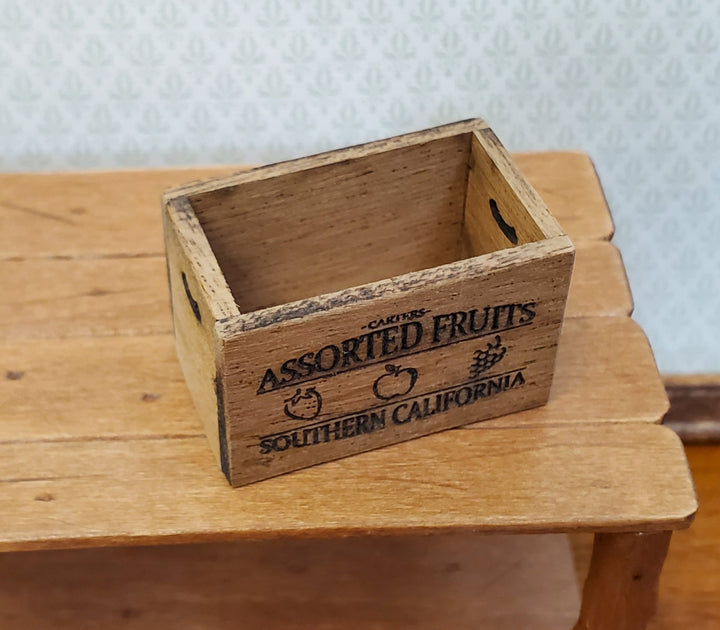 -CARTERS-
ASSORTED FRUITS
SOUTHERN CALIFORNIA